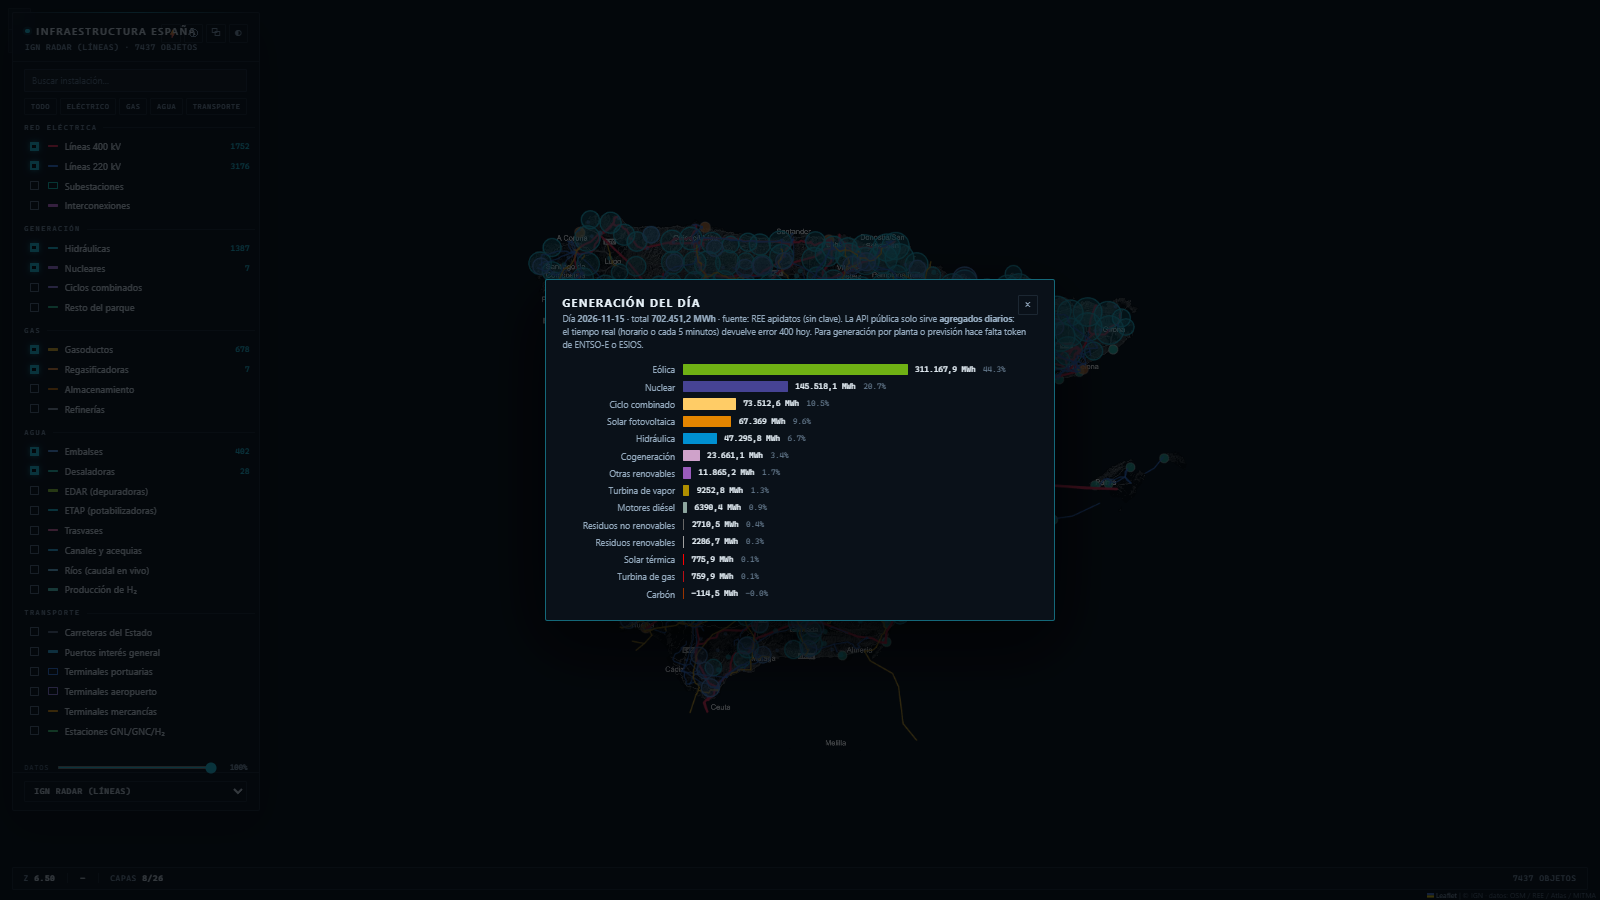 INFRAESTRUCTURA ESPAÑA
IGN RADAR (LÍNEAS) · 7437 OBJETOS
Buscar instalación...
TODO
ELÉCTRICO
GAS
AGUA
TRANSPORTE
RED ELÉCTRICA
Líneas 400 kV 1752
Líneas 220 kV 3176
Subestaciones
Interconexiones
GENERACIÓN
Hidráulicas 1387
Nucleares 7
Ciclos combinados
Resto del parque
GAS
Gasoductos 678
Regasificadoras 7
Almacenamiento
Refinerías
AGUA
Embalses 402
Desaladoras 28
EDAR (depuradoras)
ETAP (potabilizadoras)
Trasvases
Canales y acequias
Ríos (caudal en vivo)
Producción de H₂
TRANSPORTE
Carreteras del Estado
Puertos interés general
Terminales portuarias
Terminales aeropuerto
Terminales mercancías
Estaciones GNL/GNC/H₂
DATOS 100%
IGN RADAR (LÍNEAS)
A Coruña
Lugo
Santander
GENERACIÓN DEL DÍA
×
Día 2026-11-15 · total 702.451,2 MWh · fuente: REE apidatos (sin clave). La API pública solo sirve agregados diarios:
el tiempo real (horario o cada 5 minutos) devuelve error 400 hoy. Para generación por planta o previsión hace falta token
de ENTSO-E o ESIOS.
Eólica 311.167,9 MWh 44.3%
Nuclear 145.518,1 MWh 20.7%
Ciclo combinado 73.512,6 MWh 10.5%
Solar fotovoltaica 67.369 MWh 9.6%
Hidráulica 47.295,8 MWh 6.7%
Cogeneración 23.661,1 MWh 3.4%
Otras renovables 11.865,2 MWh 1.7%
Turbina de vapor 9252,8 MWh 1.3%
Motores diésel 6390,4 MWh 0.9%
Residuos no renovables 2710,5 MWh 0.4%
Residuos renovables 2286,7 MWh 0.3%
Solar térmica 775,9 MWh 0.1%
Turbina de gas 759,9 MWh 0.1%
Carbón −114,5 MWh −0.0%
Palma
Almería
Cádiz
Ceuta
Melilla
Z 6.50 — CAPAS 8/26
7437 OBJETOS